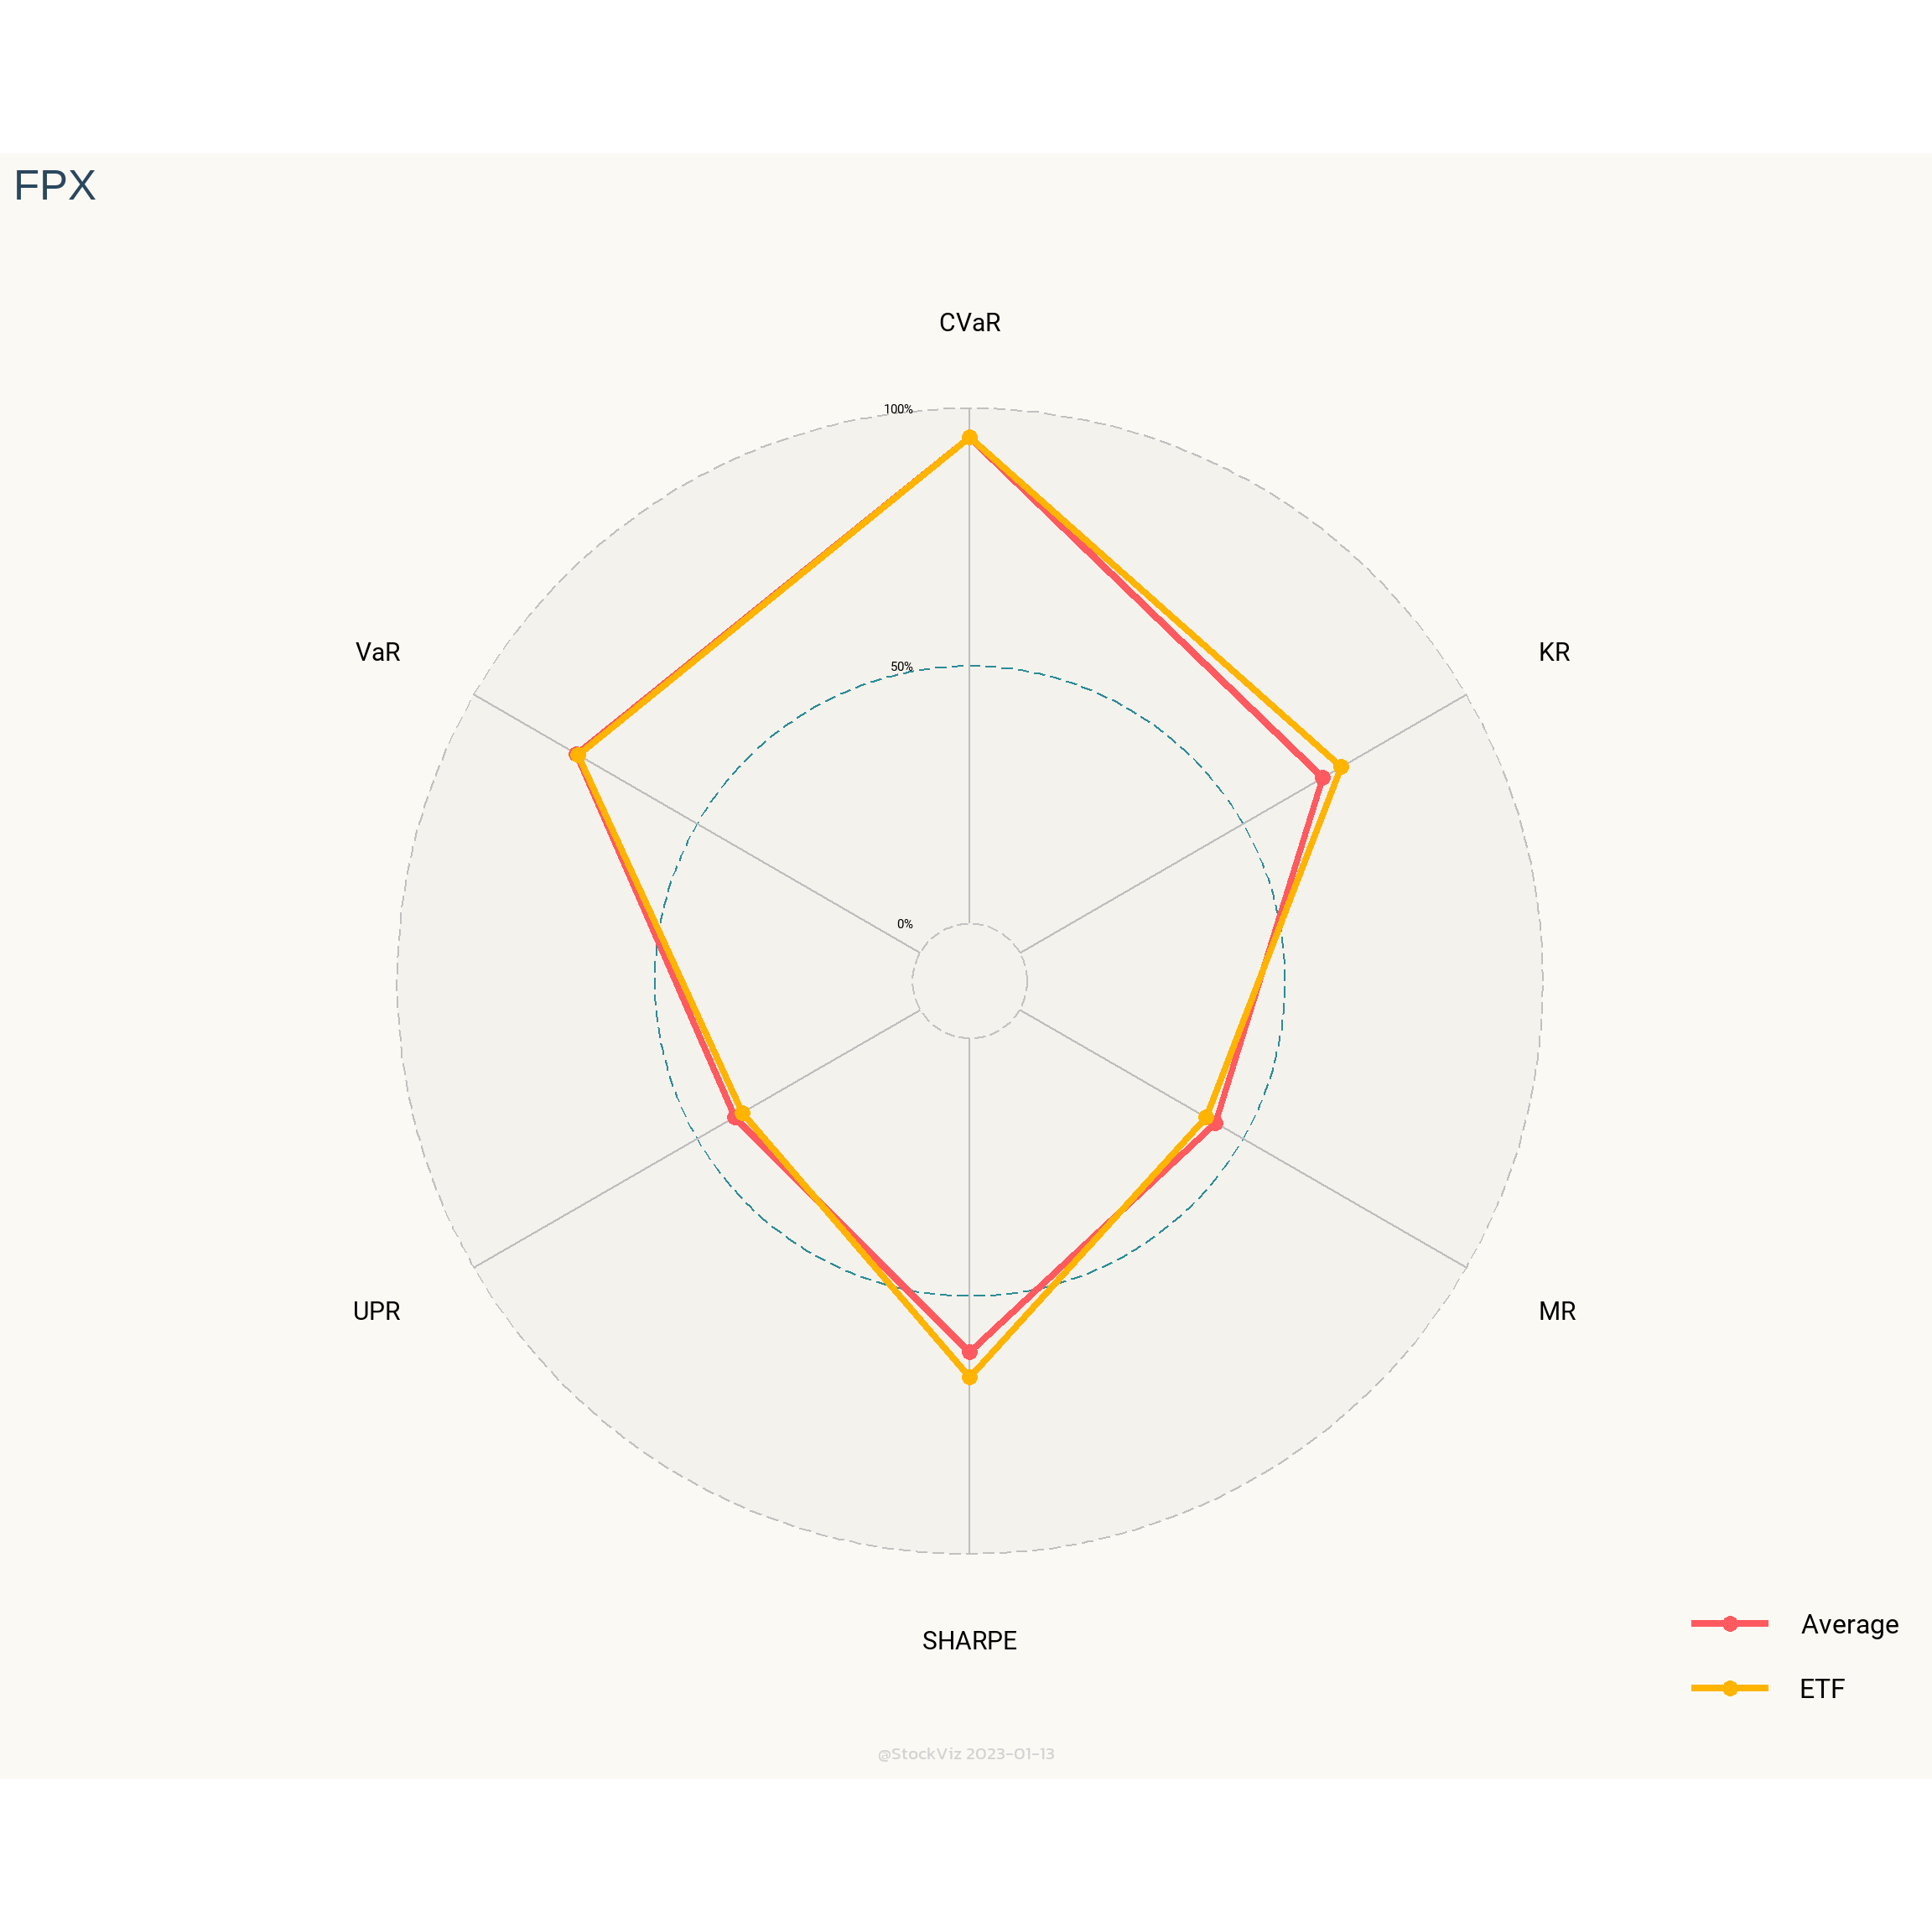 FPX
CVaR
100%
VaR
KR
50%
0%
UPR
MR
SHARPE
Average
ETF
@StockViz 2023-01-13